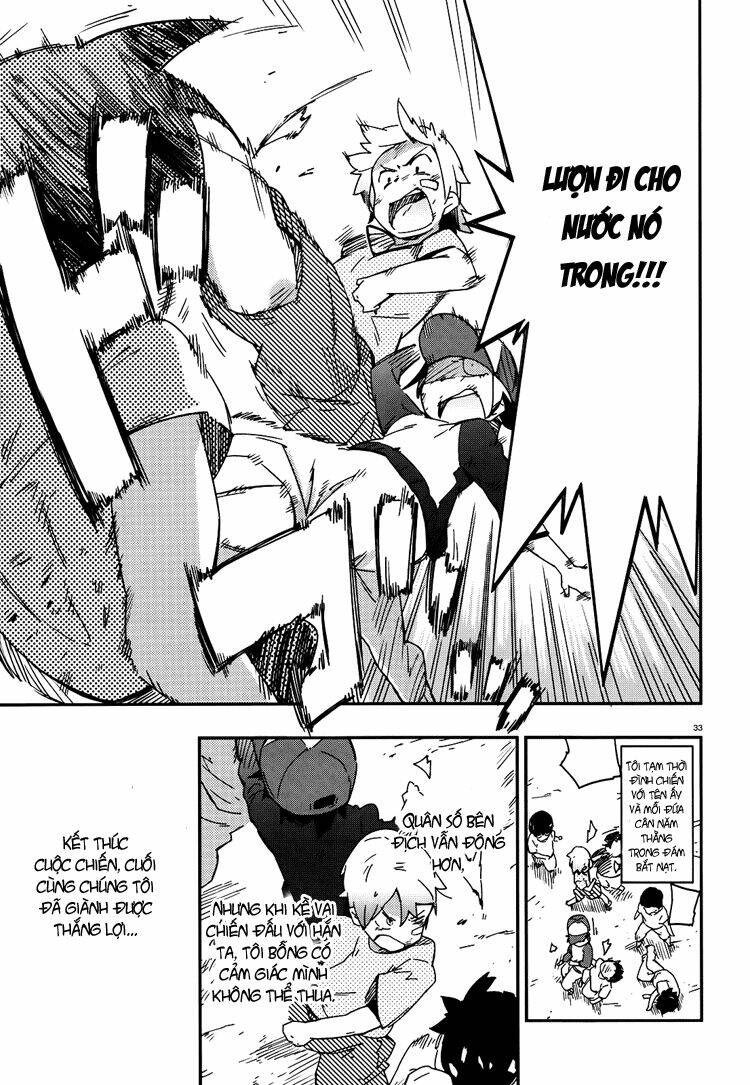 LƯỢN ĐI CHO
NƯỚC NÓ
TRONG!!!
33
TÔI TẠM THỜI
ĐÌNH CHIẾN
VỚI TÊN ẤY
VÀ MỖI ĐỨA
CÂN NĂM
THẰNG
TRONG ĐÁM
BẮT NẠT.
QUÂN SỐ BÊN
ĐỊCH VẪN ĐÔNG
HƠN,
NHƯNG KHI KỀ VAI
CHIẾN ĐẤU VỚI HẮN
TA, TÔI BỖNG CÓ
CẢM GIÁC MÌNH
KHÔNG THỂ THUA.
KẾT THÚC
CUỘC CHIẾN, CUỐI
CÙNG CHÚNG TÔI
ĐÃ GIÀNH ĐƯỢC
THẮNG LỢI...